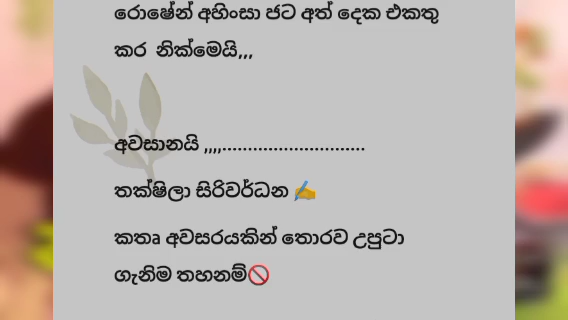 රොෂේන් අහිංසා ජට අත් දෙක එකතු
කර නික්මෙයි,,,
අවසානයි ,,,,............................
තක්ෂිලා සිරිවර්ධන ✍️
කතෘ අවසරයකින් තොරව උපුටා
ගැනිම තහනම්🚫